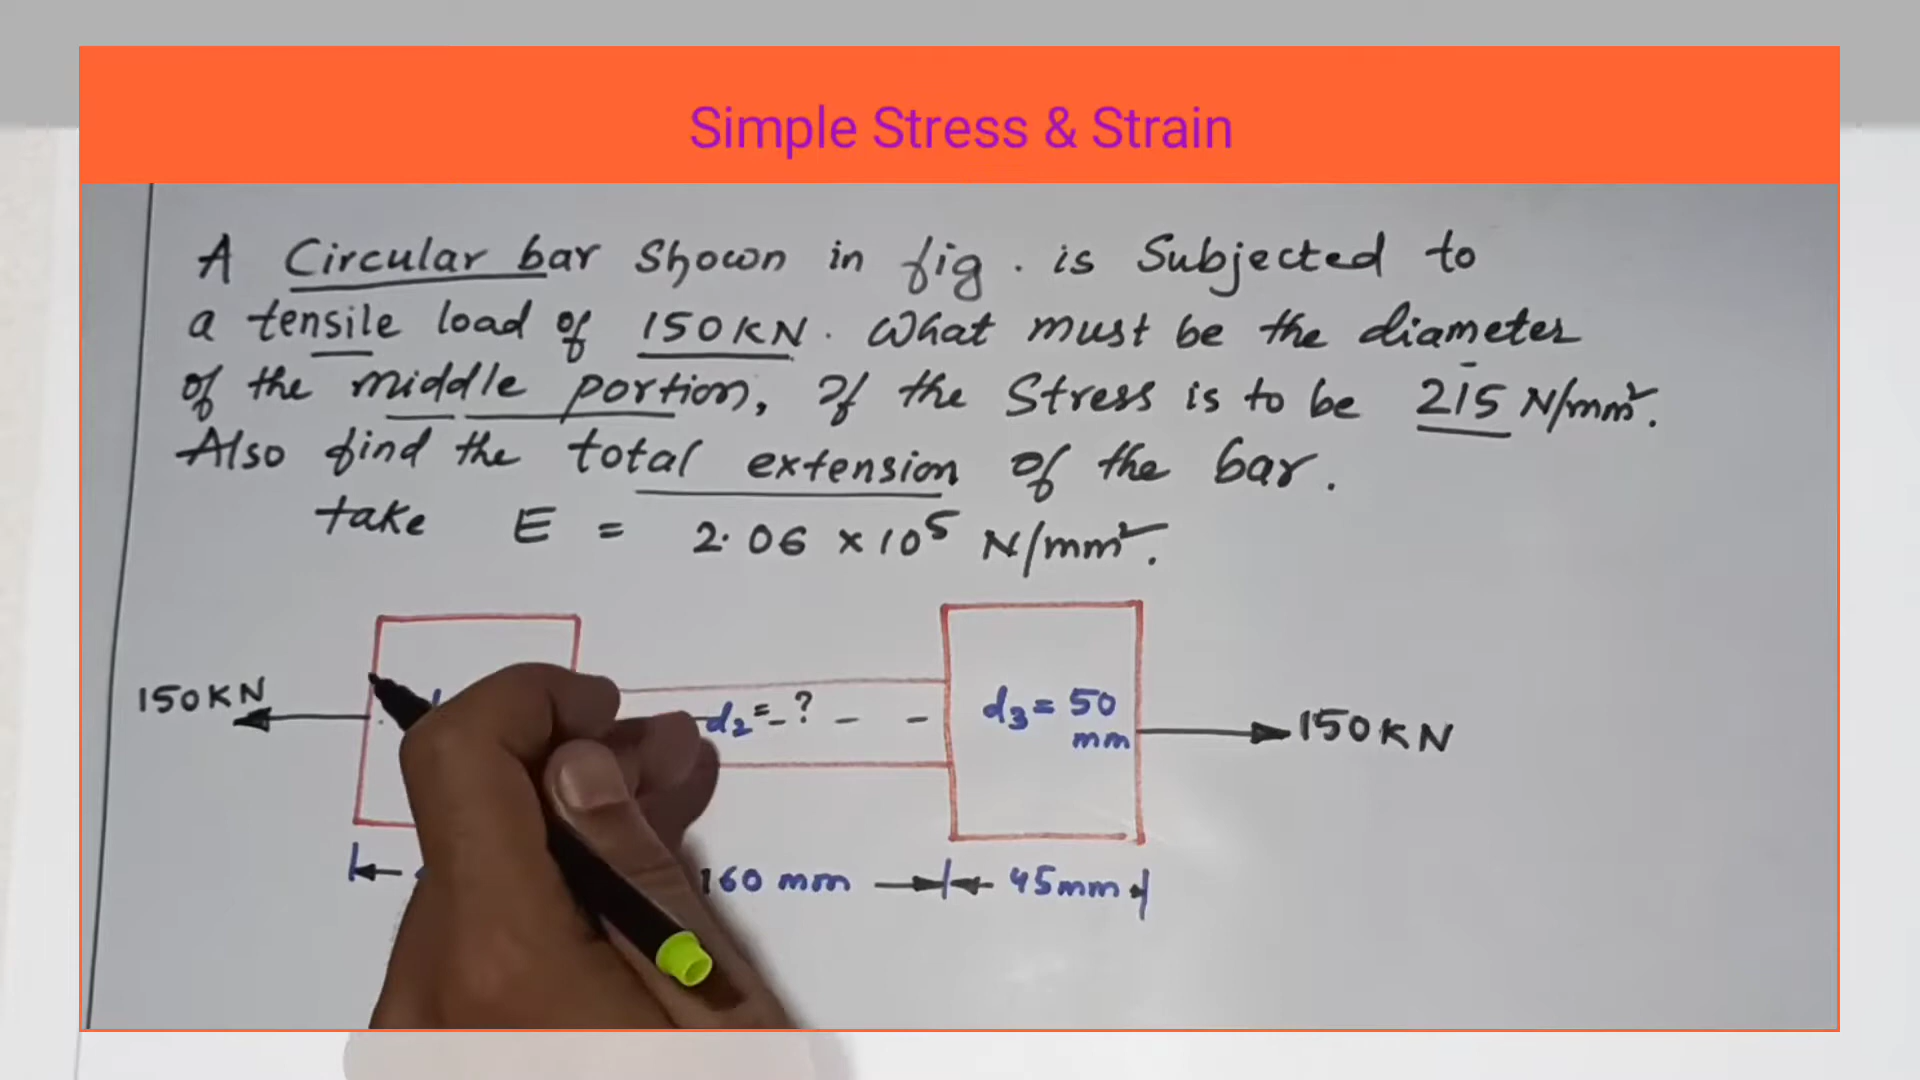 Simple Stress & Strain
A Circular bar Shown in fig. is Subjected to
a tensile load of 150KN. What must be the diameter
of the middle portion, If the Stress is to be 215 N/mm².
Also find the total extension of the bar.
take E = 2.06 ×10⁵ N/mm².
150KN
d₂ = ?
d₃ = 50
mm
150KN
160 mm
45mm